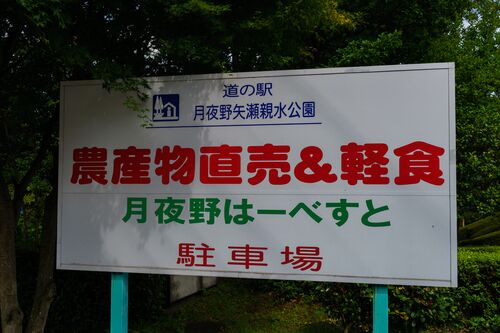 道の駅
月夜野矢瀬親水公園
農産物直売&軽食
月夜野はーべすと
駐車場